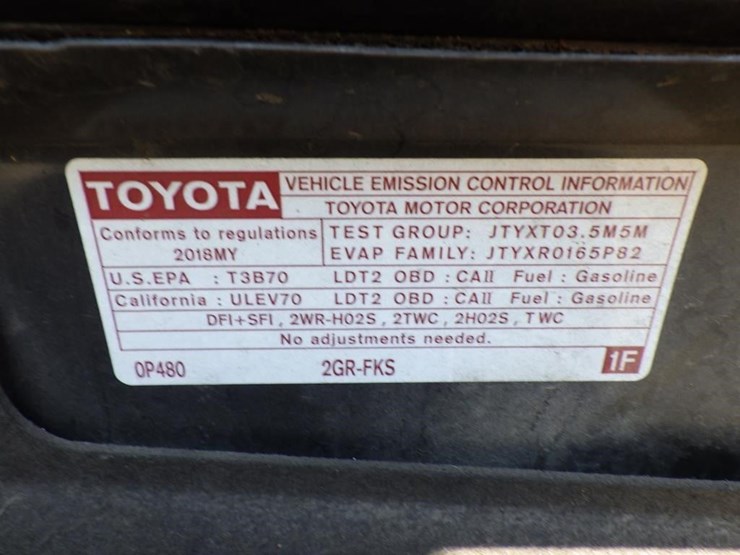 TOYOTA VEHICLE EMISSION CONTROL INFORMATION
TOYOTA MOTOR CORPORATION
Conforms to regulations TEST GROUP: JTYXT03.5M5M
2018MY EVAP FAMILY: JTYXR0165P82
U.S.EPA : T3B70 LDT2 OBD : CAII Fuel : Gasoline
California : ULEV70 LDT2 OBD : CAII Fuel : Gasoline
DFI+SFI, 2WR-HO2S, 2TWC, 2HO2S, TWC
No adjustments needed.
0P480 2GR-FKS 1F